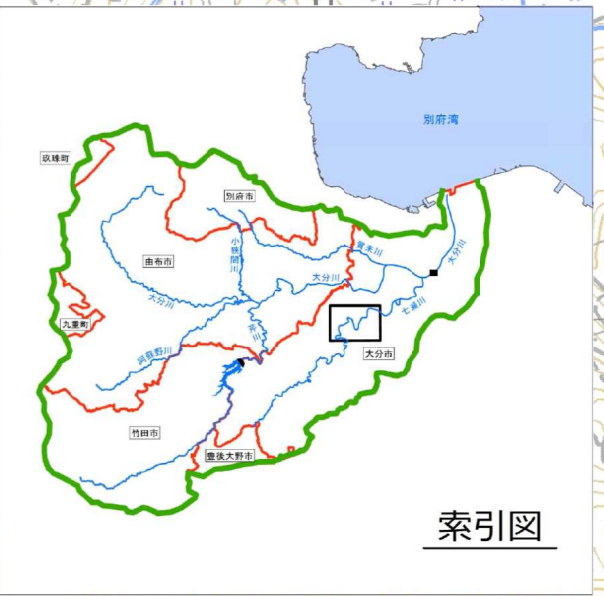 別府湾
玖珠町
別府市
賀来川
小狭間川
大分川
由布市
大分川
大分川
七瀬川
九重町
芹川
阿蘇野川
大分市
竹田市
豊後大野市
索引図